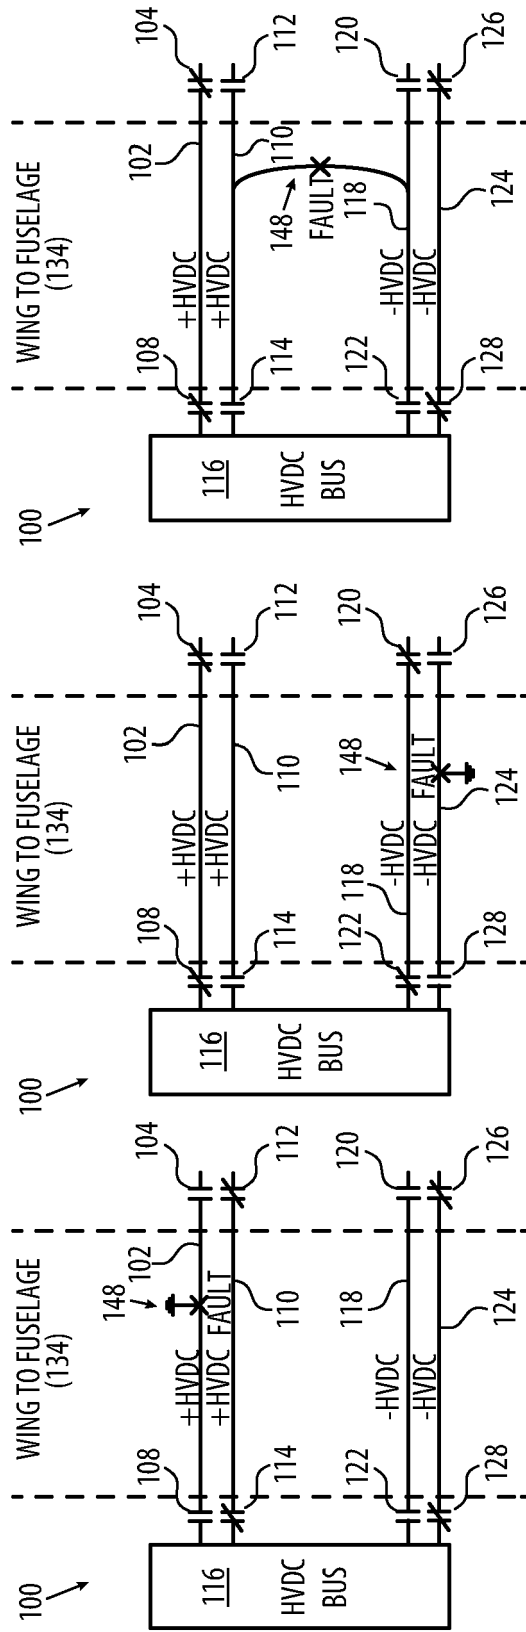 100
WING TO FUSELAGE
(134)
108
148
102
104
+HVDC
+HVDC
FAULT
116
114
110
112
HVDC
BUS
122
118
120
-HVDC
-HVDC
128
124
126
100
WING TO FUSELAGE
(134)
108
102
104
+HVDC
+HVDC
116
114
110
112
HVDC
BUS
122
118
148
120
-HVDC
-HVDC
FAULT
128
124
126
100
WING TO FUSELAGE
(134)
108
102
104
+HVDC
+HVDC
116
114
110
112
148
FAULT
HVDC
BUS
122
118
120
-HVDC
-HVDC
128
124
126